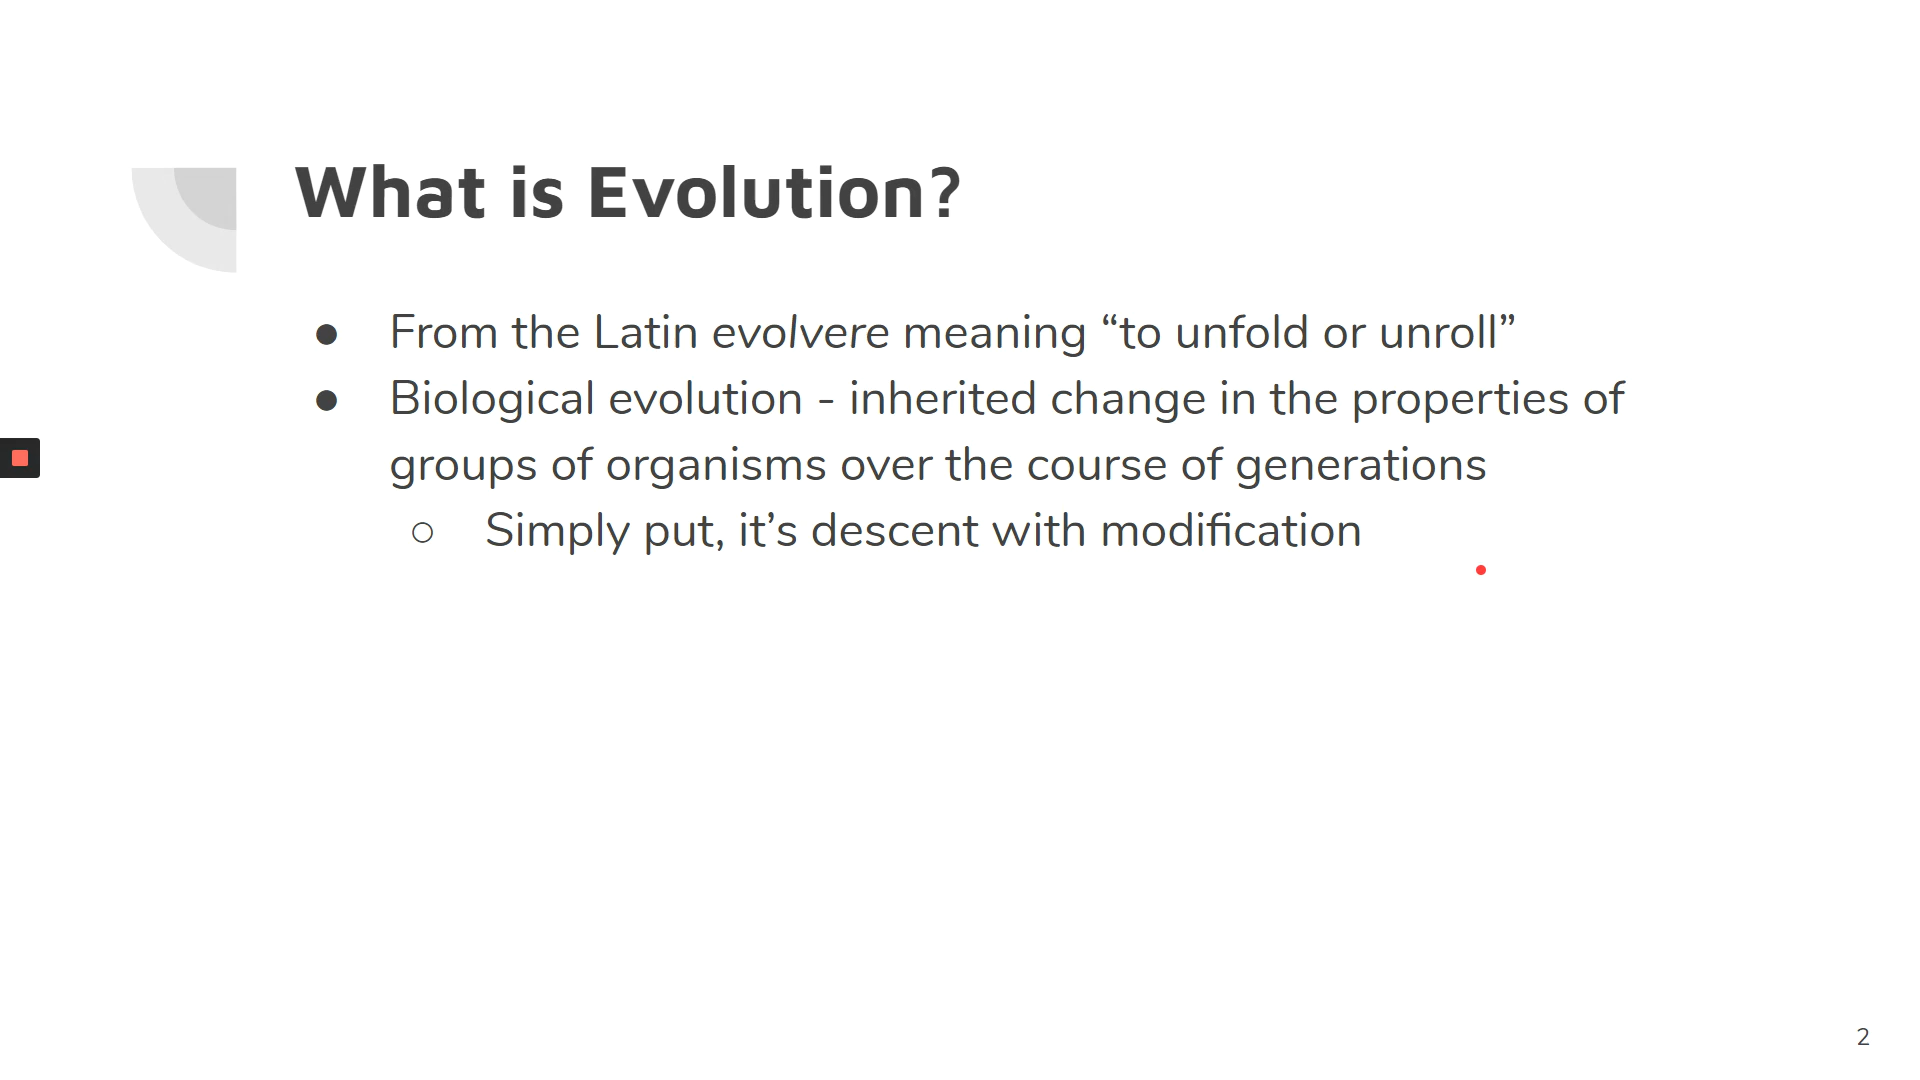 What is Evolution?
● From the Latin evolvere meaning “to unfold or unroll”
● Biological evolution - inherited change in the properties of
groups of organisms over the course of generations
○ Simply put, it’s descent with modification
2